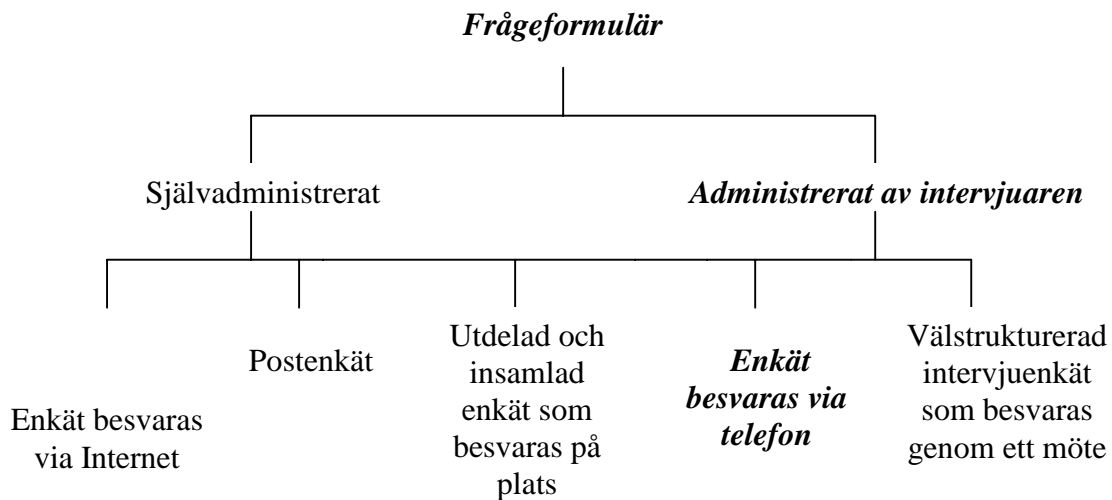 Frågeformulär
Självadministrerat
Administrerat av intervjuaren
Enkät besvaras
via Internet
Postenkät
Utdelad och
insamlad
enkät som
besvaras på
plats
Enkät
besvaras via
telefon
Välstrukturerad
intervjuenkät
som besvaras
genom ett möte